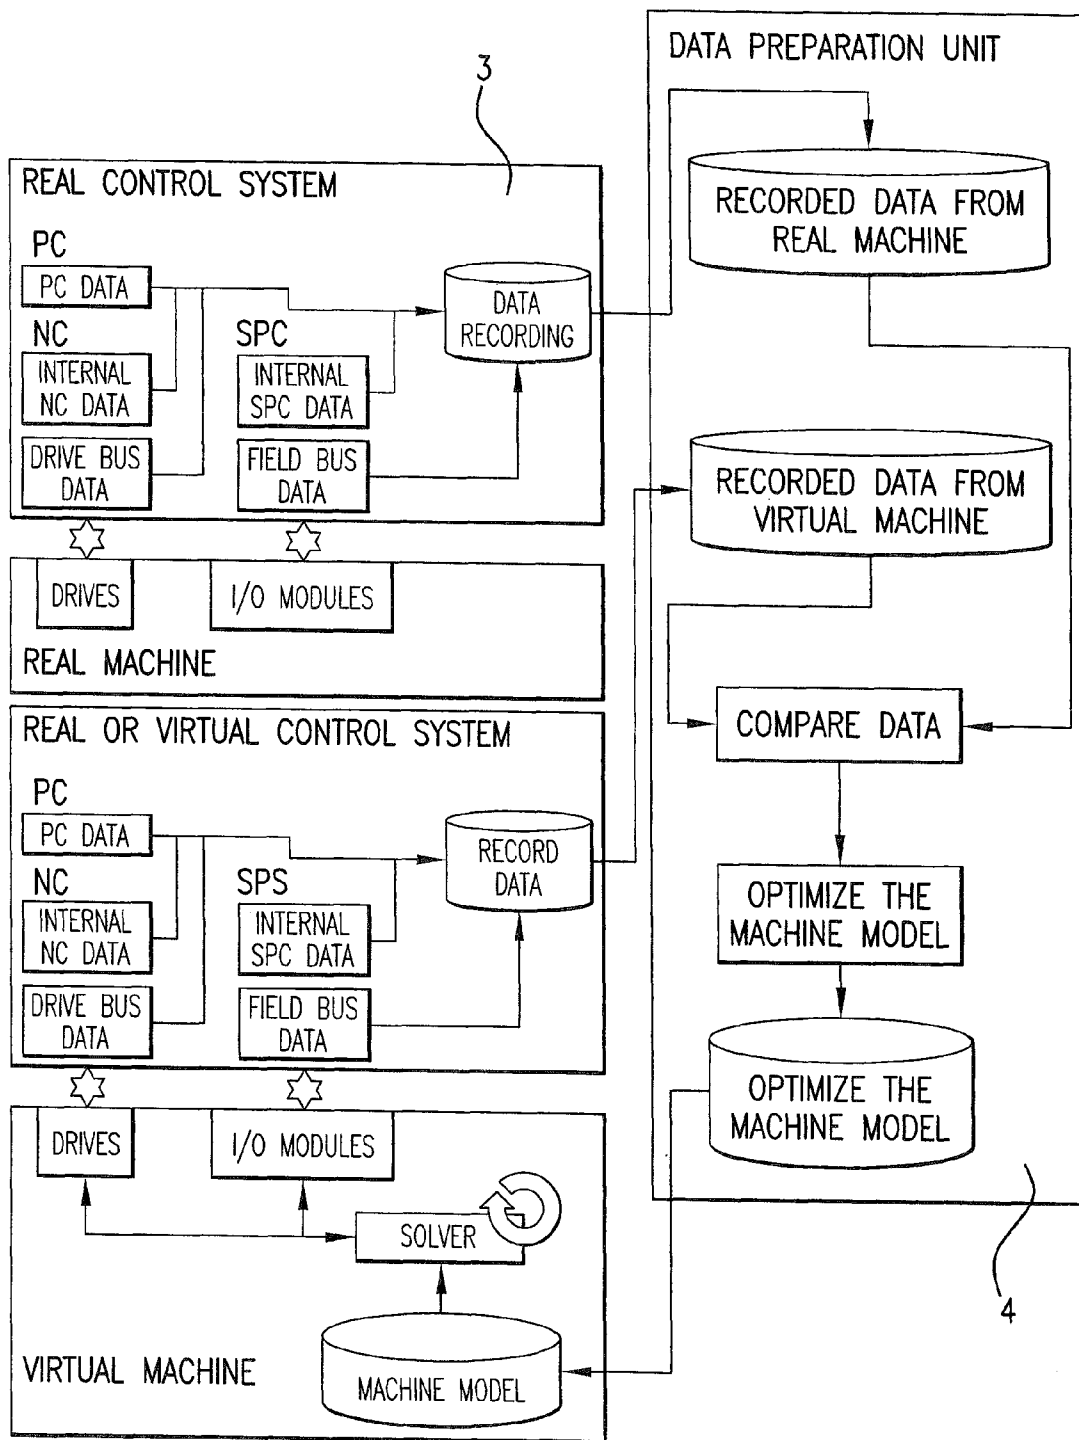 3
REAL CONTROL SYSTEM
PC
PC DATA
NC
INTERNAL
NC DATA
DRIVE BUS
DATA
SPC
INTERNAL
SPC DATA
FIELD BUS
DATA
DATA
RECORDING
DRIVES
I/O MODULES
REAL MACHINE
REAL OR VIRTUAL CONTROL SYSTEM
PC
PC DATA
NC
INTERNAL
NC DATA
DRIVE BUS
DATA
SPS
INTERNAL
SPC DATA
FIELD BUS
DATA
RECORD
DATA
DRIVES
I/O MODULES
SOLVER
MACHINE MODEL
VIRTUAL MACHINE
DATA PREPARATION UNIT
RECORDED DATA FROM
REAL MACHINE
RECORDED DATA FROM
VIRTUAL MACHINE
COMPARE DATA
OPTIMIZE THE
MACHINE MODEL
OPTIMIZE THE
MACHINE MODEL
4